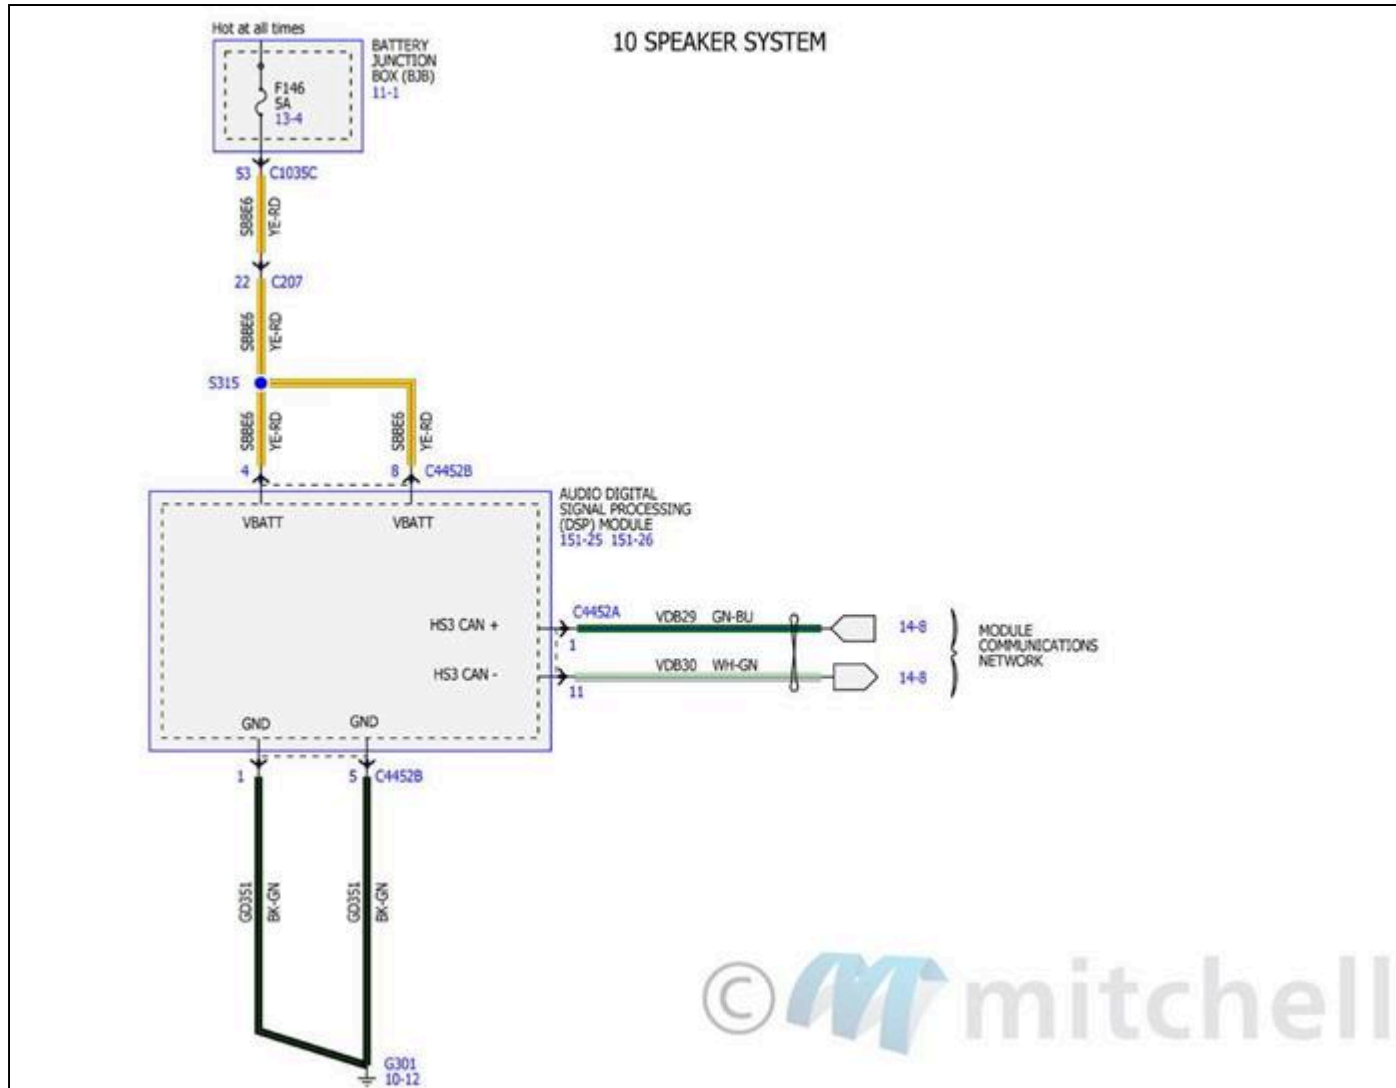 Hot at all times
10 SPEAKER SYSTEM
BATTERY
JUNCTION
BOX (BJB)
11-1
F146
5A
13-4
53 C1035C
SBBE6
YE-RD
22 C207
SBBE6
YE-RD
S315
SBBE6
YE-RD
SBBE6
YE-RD
4
8 C4452B
AUDIO DIGITAL
SIGNAL PROCESSING
(DSP) MODULE
151-25 151-26
VBATT
VBATT
HS3 CAN +
C4452A
1
VDB29 GN-BU
14-8
HS3 CAN -
11
VDB30 WH-GN
14-8
MODULE
COMMUNICATIONS
NETWORK
GND
GND
1
5 C4452B
GD351
BK-GN
GD351
BK-GN
G301
10-12
© mitchell